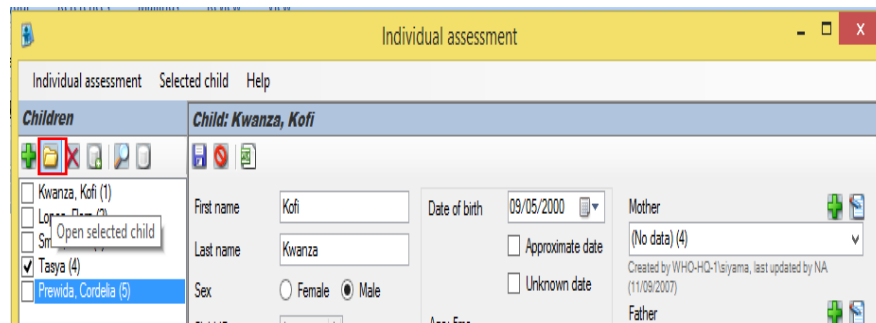 Individual assessment
Individual assessment Selected child Help
Children
Child: Kwanza, Kofi
Kwanza, Kofi (1)
Open selected child
Tasya (4)
Prewida, Cordelia (5)
First name Kofi
Last name Kwanza
Sex Female Male
Date of birth 09/05/2000
Approximate date
Unknown date
Mother
(No data) (4)
Created by WHO-HQ-1\siyama, last updated by NA
(11/09/2007)
Father